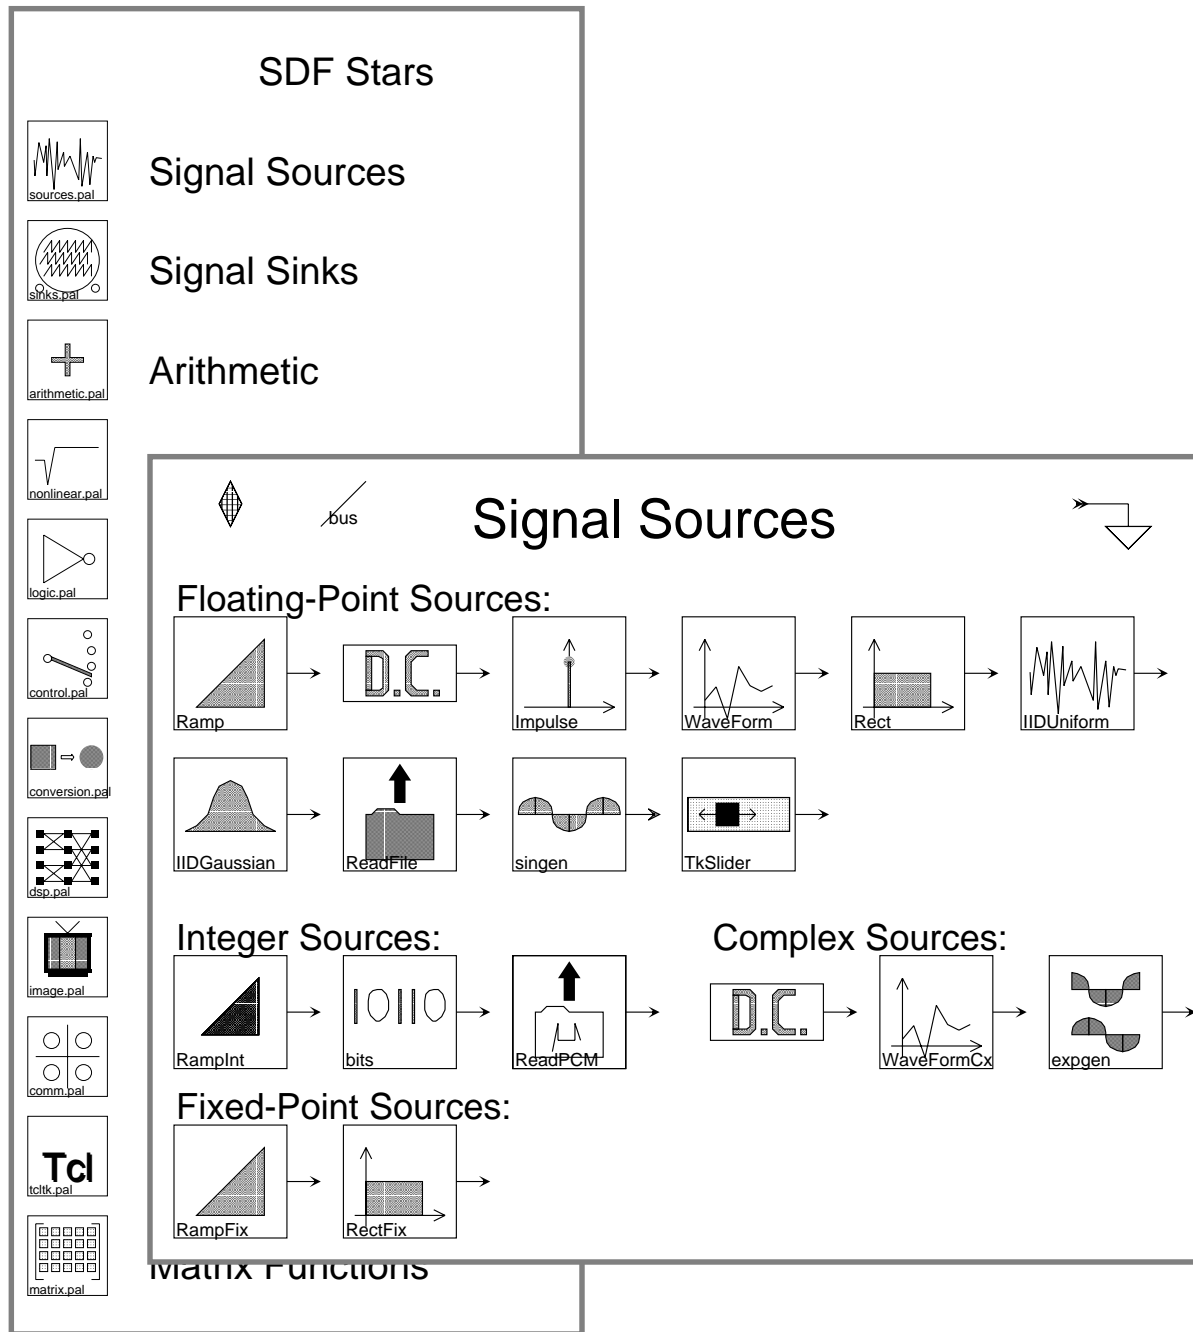 SDF Stars
sources.pal
Signal Sources
sinks.pal
Signal Sinks
arithmetic.pal
Arithmetic
nonlinear.pal
logic.pal
control.pal
conversion.pal
dsp.pal
image.pal
comm.pal
Tcl
tcltk.pal
matrix.pal
Matrix Functions
bus
Signal Sources
Floating-Point Sources:
Ramp
D.C.
Impulse
WaveForm
Rect
IIDUniform
IIDGaussian
ReadFile
singen
TkSlider
Integer Sources:
RampInt
10110
bits
ReadPCM
Complex Sources:
D.C.
WaveFormCx
expgen
Fixed-Point Sources:
RampFix
RectFix